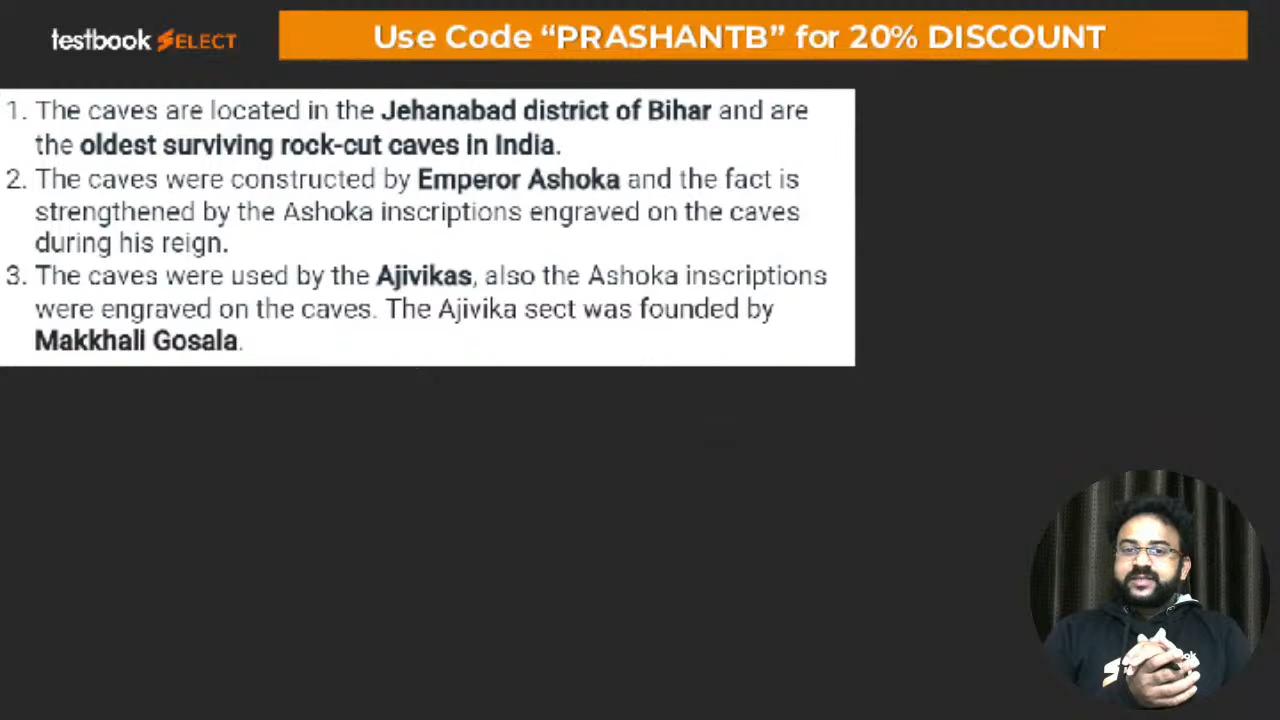 testbook SELECT
Use Code “PRASHANTB” for 20% DISCOUNT
1. The caves are located in the Jehanabad district of Bihar and are
the oldest surviving rock-cut caves in India.
2. The caves were constructed by Emperor Ashoka and the fact is
strengthened by the Ashoka inscriptions engraved on the caves
during his reign.
3. The caves were used by the Ajivikas, also the Ashoka inscriptions
were engraved on the caves. The Ajivika sect was founded by
Makkhali Gosala.